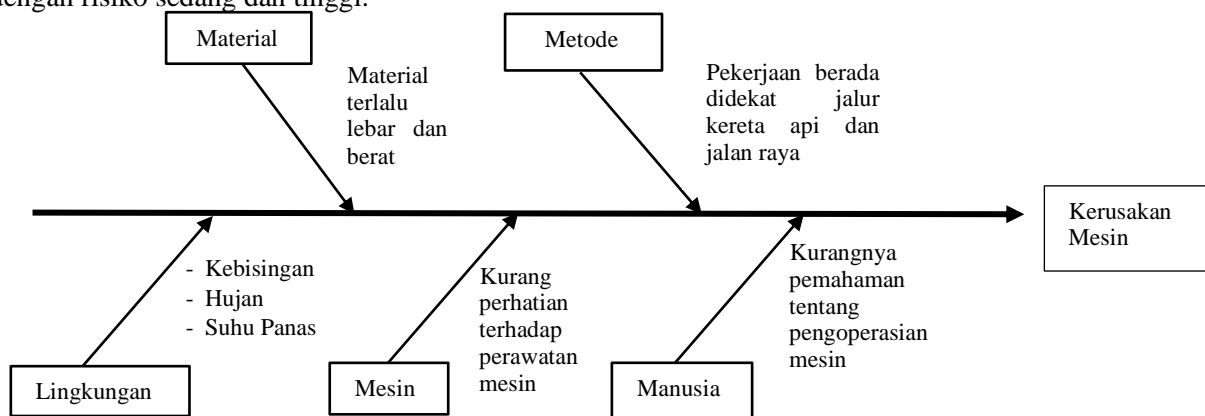 dengan risiko sedang dan tinggi.
Material
Metode
Material
terlalu
lebar dan
berat
Pekerjaan berada
didekat jalur
kereta api dan
jalan raya
Kerusakan
Mesin
- Kebisingan
- Hujan
- Suhu Panas
Kurang
perhatian
terhadap
perawatan
mesin
Kurangnya
pemahaman
tentang
pengoperasian
mesin
Lingkungan
Mesin
Manusia